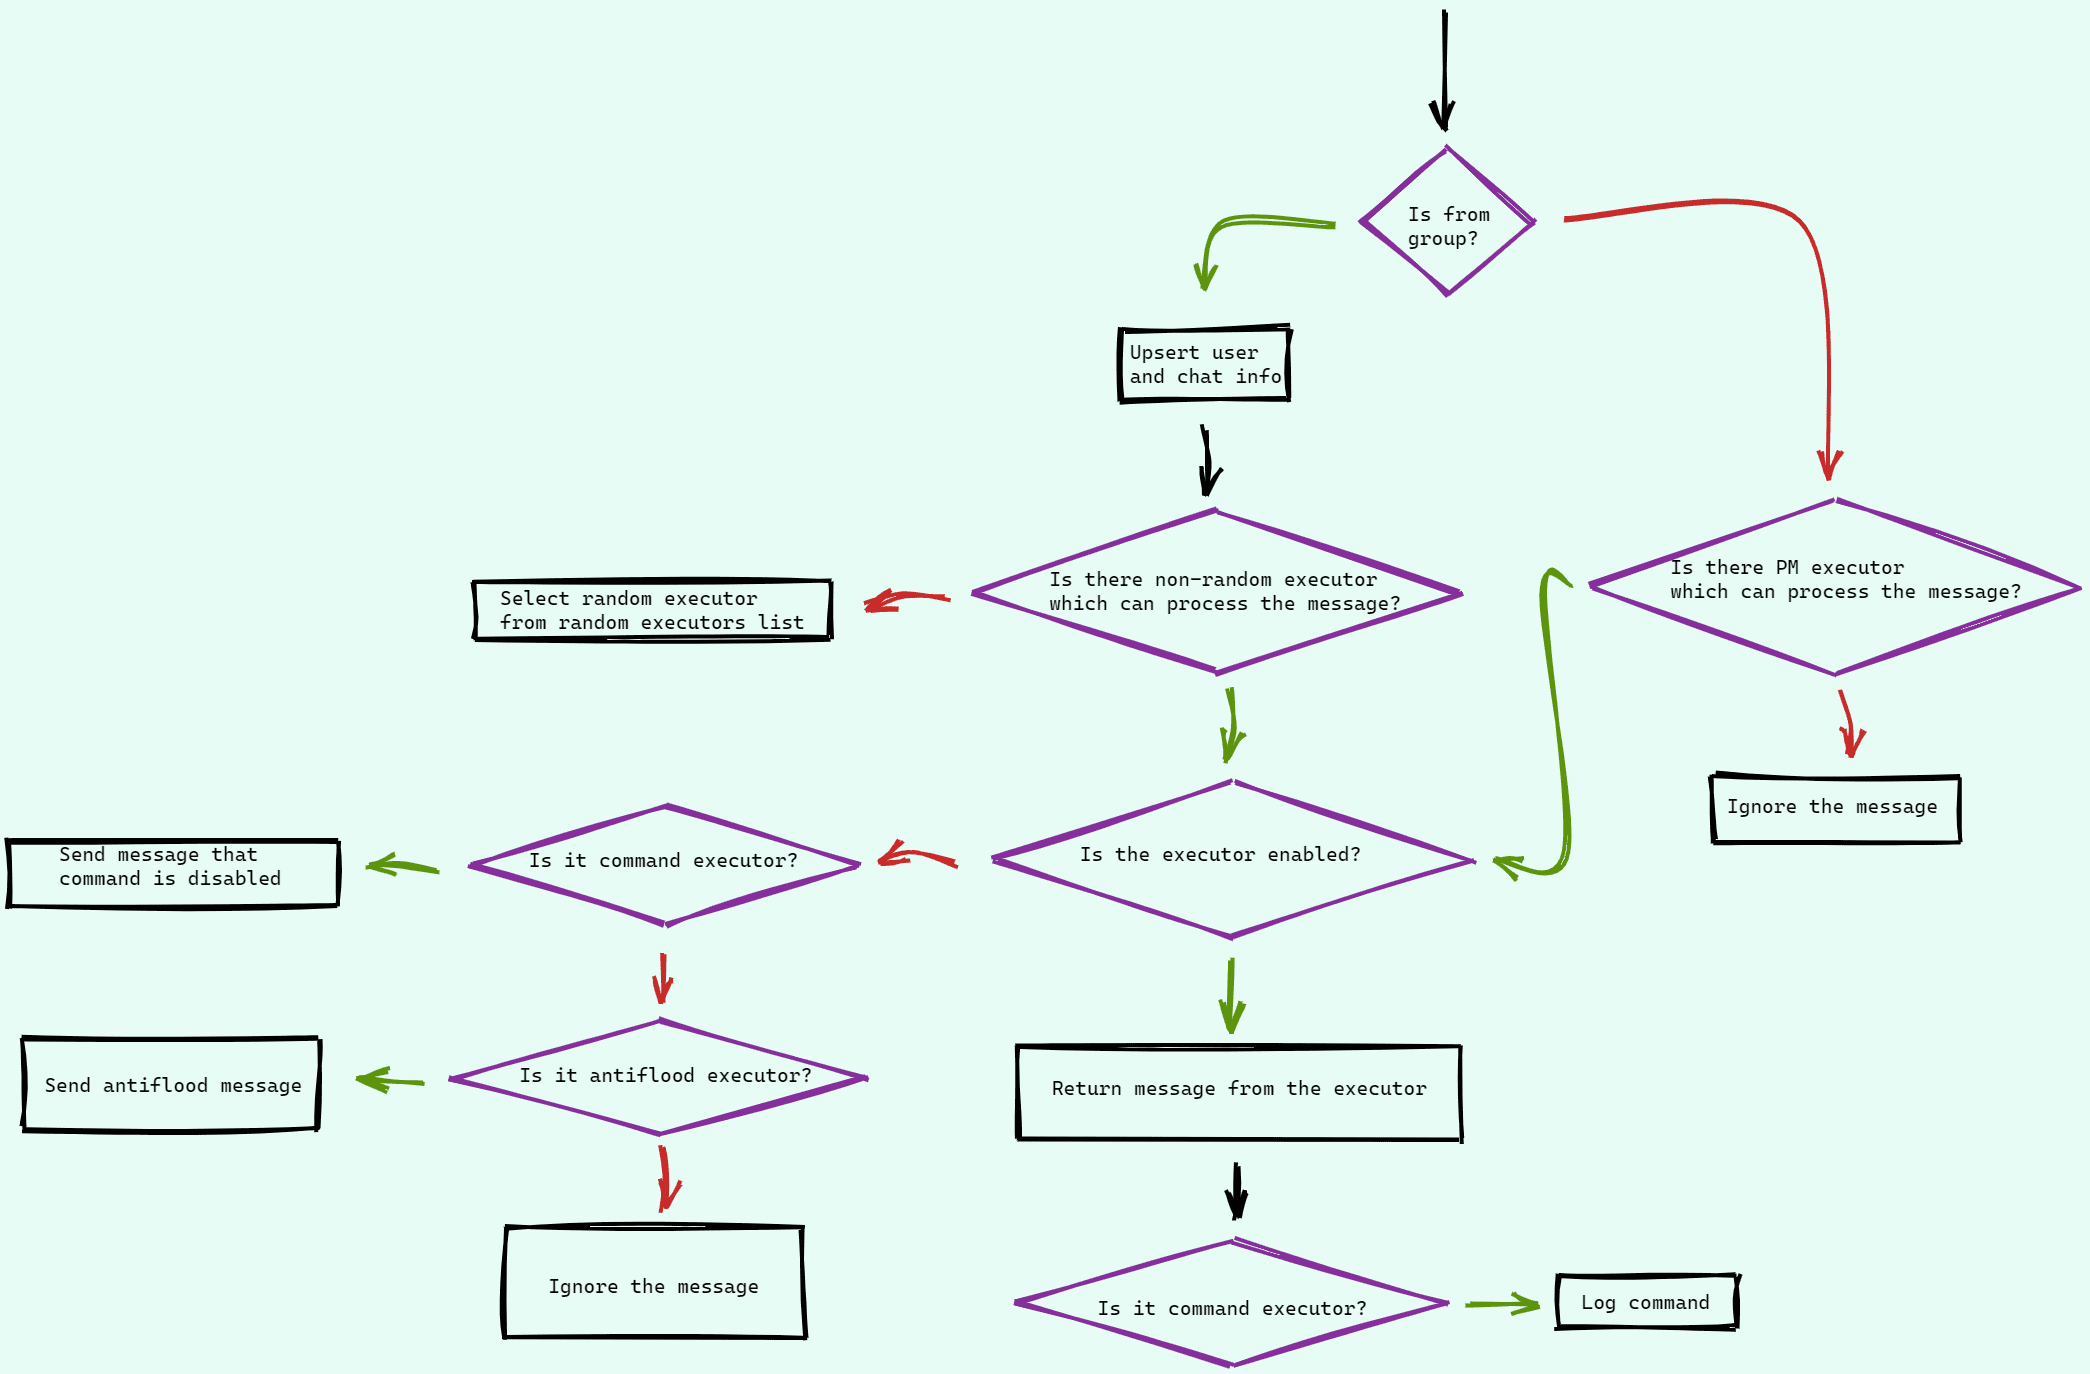 Is from
group?
Upsert user
and chat info
Is there non-random executor
which can process the message?
Is there PM executor
which can process the message?
Select random executor
from random executors list
Ignore the message
Is the executor enabled?
Is it command executor?
Send message that
command is disabled
Is it antiflood executor?
Send antiflood message
Return message from the executor
Ignore the message
Is it command executor?
Log command